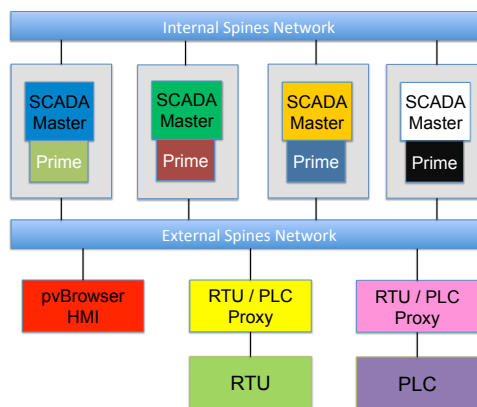 Internal Spines Network
SCADA
Master
Prime
SCADA
Master
Prime
SCADA
Master
Prime
SCADA
Master
Prime
External Spines Network
pvBrowser
HMI
RTU / PLC
Proxy
RTU / PLC
Proxy
RTU
PLC